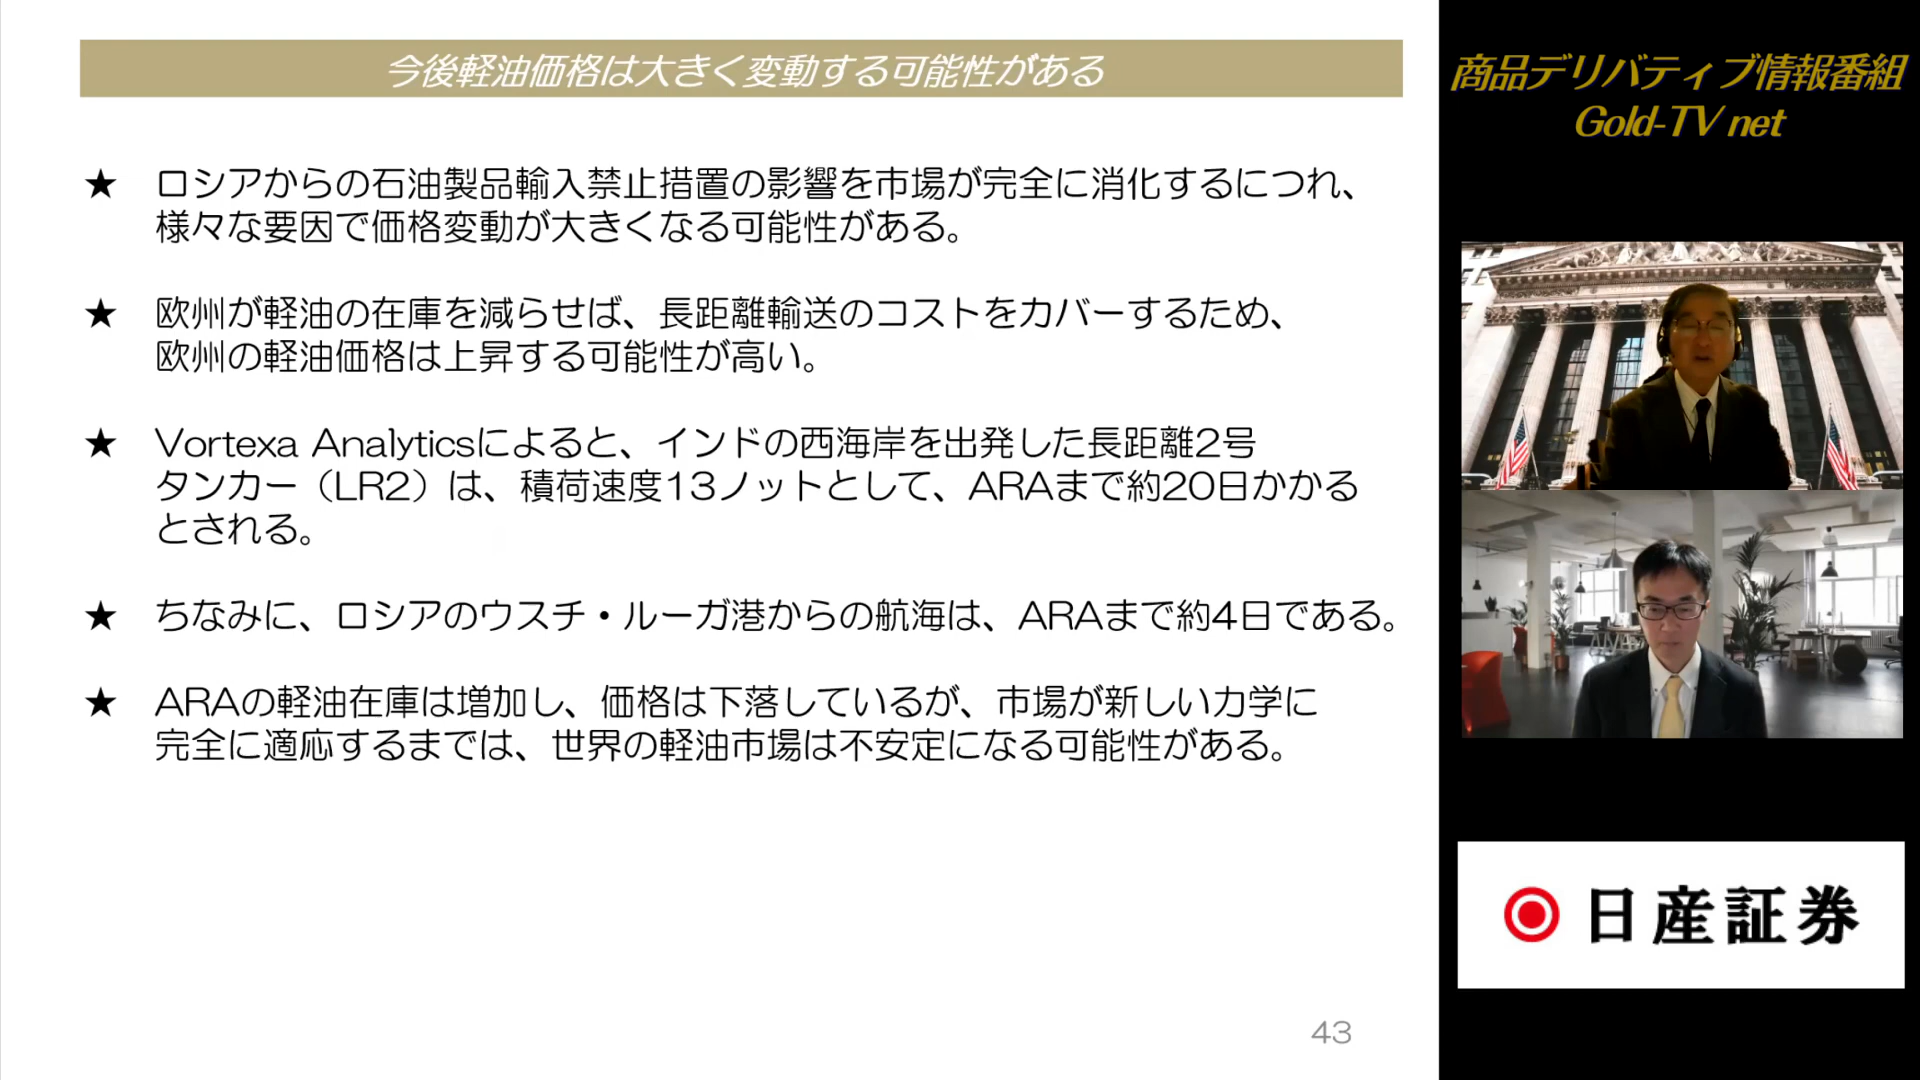 今後軽油価格は大きく変動する可能性がある
★ ロシアからの石油製品輸入禁止措置の影響を市場が完全に消化するにつれ、
様々な要因で価格変動が大きくなる可能性がある。
★ 欧州が軽油の在庫を減らせば、長距離輸送のコストをカバーするため、
欧州の軽油価格は上昇する可能性が高い。
★ Vortexa Analyticsによると、インドの西海岸を出発した長距離2号
タンカー（LR2）は、積荷速度13ノットとして、ARAまで約20日かかる
とされる。
★ ちなみに、ロシアのウスチ・ルーガ港からの航海は、ARAまで約4日である。
★ ARAの軽油在庫は増加し、価格は下落しているが、市場が新しい力学に
完全に適応するまでは、世界の軽油市場は不安定になる可能性がある。
43
商品デリバティブ情報番組
Gold-TV net
日産証券